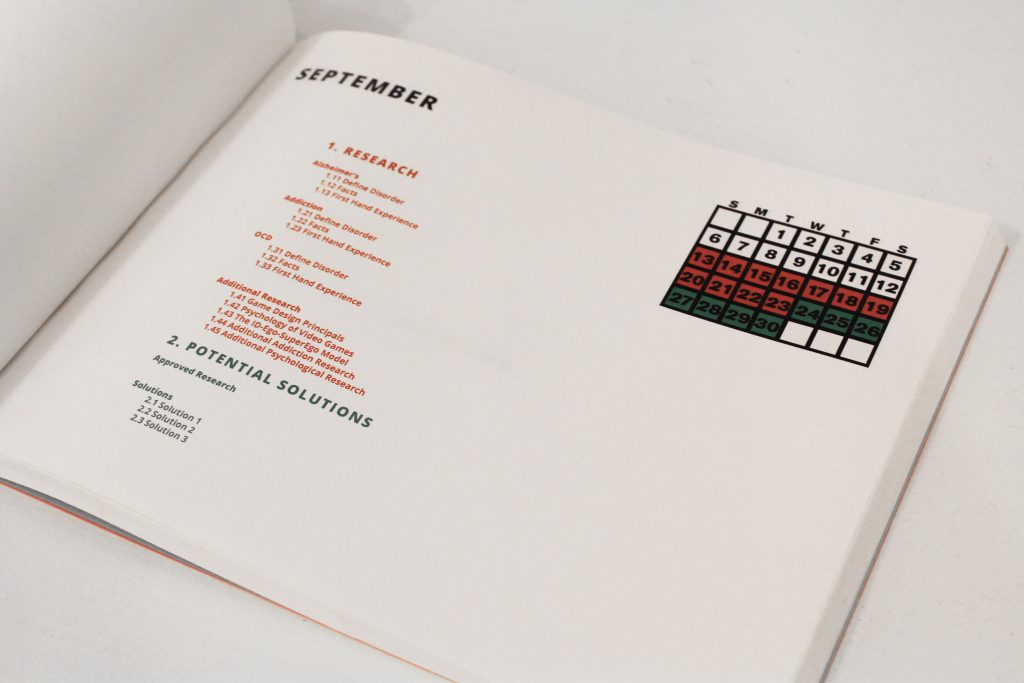 SEPTEMBER
1. RESEARCH
Alzheimer's
1.11 Define Disorder
1.12 Facts
1.13 First Hand Experience
Addiction
1.21 Define Disorder
1.22 Facts
1.23 First Hand Experience
OCD
1.31 Define Disorder
1.32 Facts
1.33 First Hand Experience
Additional Research
1.41 Game Design Principals
1.42 Psychology of Video Games
1.43 The ID-Ego-SuperEgo Model
1.44 Additional Addiction Research
1.45 Additional Psychological Research
2. POTENTIAL SOLUTIONS
Approved Research
Solutions
2.1 Solution 1
2.2 Solution 2
2.3 Solution 3
S M T W T F S
1 2 3 4 5
6 7 8 9 10 11 12
13 14 15 16 17 18 19
20 21 22 23 24 25 26
27 28 29 30